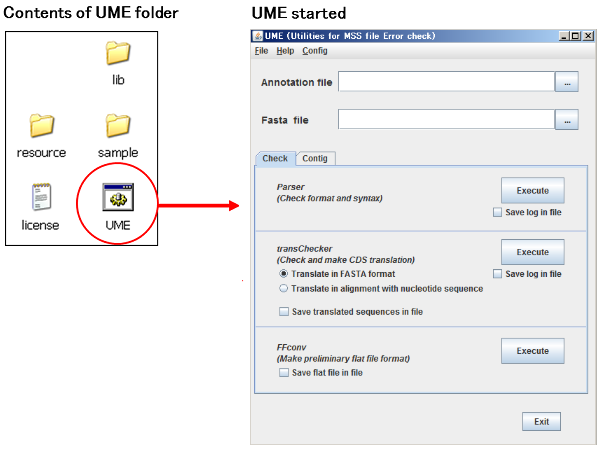 Contents of UME folder
UME started
lib
resource
sample
license
UME
UME (Utilities for MSS file Error check)
File Help Config
Annotation file
...
Fasta file
...
Check
Contig
Parser
(Check format and syntax)
Execute
Save log in file
transChecker
(Check and make CDS translation)
Execute
Translate in FASTA format
Save log in file
Translate in alignment with nucleotide sequence
Save translated sequences in file
FFconv
(Make preliminary flat file format)
Execute
Save flat file in file
Exit